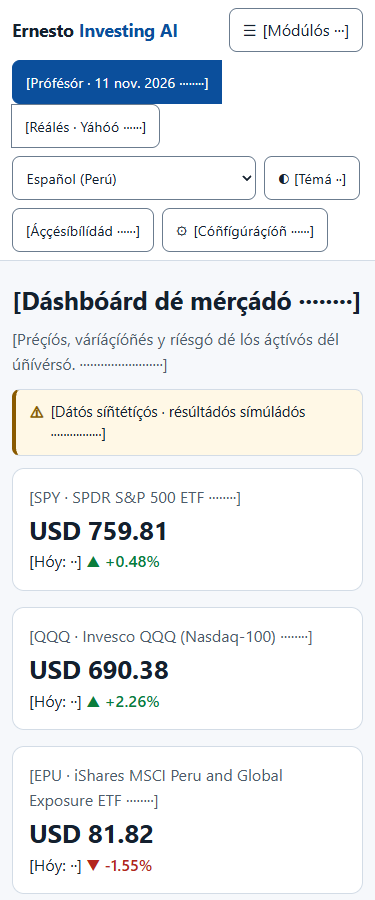 Ernesto Investing AI
☰ [Módúlós ···]
[Prófésór · 11 nov. 2026 ········]
[Réálés · Yáhóó ······]
Español (Perú)
◐ [Témá ··]
[Áççésíbílídád ······]
⚙ [Cóñfígúráçíóñ ······]
[Dáshbóárd dé mérçádó ········]
[Préçíós, váríáçíóñés y ríésgó dé lós áçtívós dél
úñívérsó. ························]
⚠ [Dátós síñtétíçós · résúltádós símúládós
···············]
[SPY · SPDR S&P 500 ETF ········]
USD 759.81
[Hóy: ··] ▲ +0.48%
[QQQ · Invesco QQQ (Nasdaq-100) ········]
USD 690.38
[Hóy: ··] ▲ +2.26%
[EPU · iShares MSCI Peru and Global
Exposure ETF ········]
USD 81.82
[Hóy: ··] ▼ -1.55%